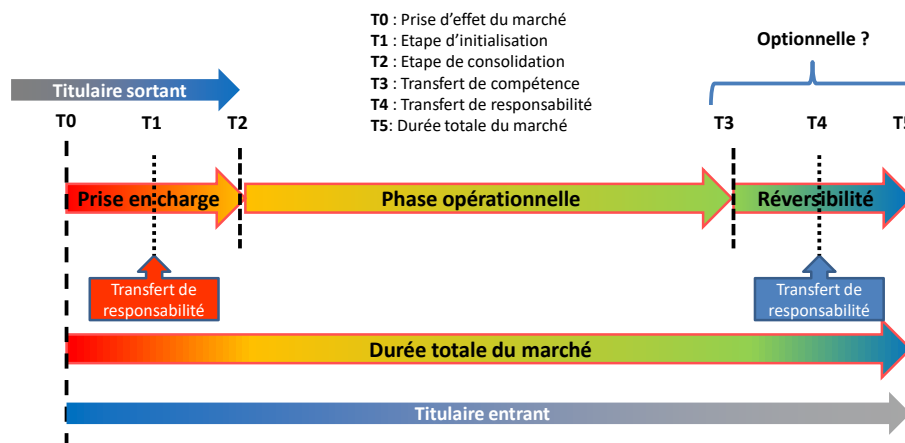 T0 : Prise d'effet du marché
T1 : Etape d'initialisation
T2 : Etape de consolidation
T3 : Transfert de compétence
T4 : Transfert de responsabilité
T5: Durée totale du marché
Optionnelle ?
Titulaire sortant
T0 T1 T2 T3 T4 T5
Prise en charge Phase opérationnelle Réversibilité
Transfert de
responsabilité
Transfert de
responsabilité
Durée totale du marché
Titulaire entrant